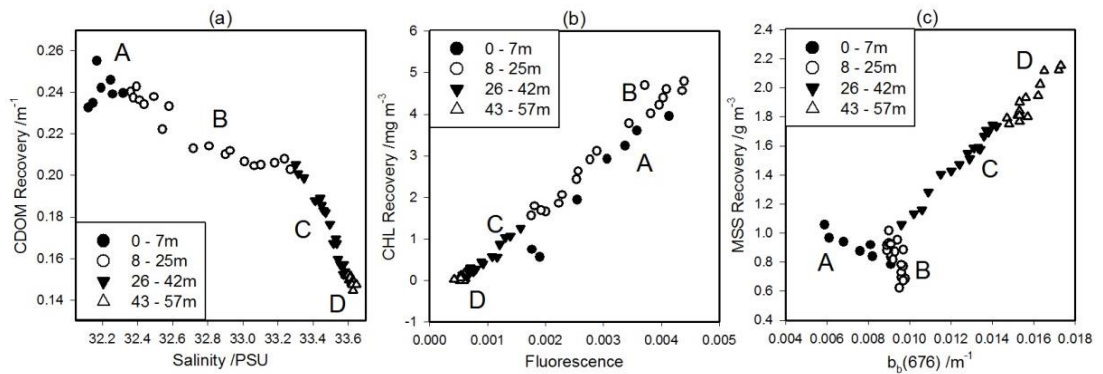 (a)
CDOM Recovery /m-1
0.26
0.24
0.22
0.20
0.18
0.16
0.14
A
B
C
D
0 - 7m
8 - 25m
26 - 42m
43 - 57m
32.2 32.4 32.6 32.8 33.0 33.2 33.4 33.6
Salinity /PSU
(b)
CHL Recovery /mg m-3
6
5
4
3
2
1
0
-1
0 - 7m
8 - 25m
26 - 42m
43 - 57m
B
A
C
D
0.000 0.001 0.002 0.003 0.004 0.005
Fluorescence
(c)
MSS Recovery /g m-3
2.4
2.2
2.0
1.8
1.6
1.4
1.2
1.0
0.8
0.6
0.4
0 - 7m
8 - 25m
26 - 42m
43 - 57m
D
C
A
B
0.004 0.006 0.008 0.010 0.012 0.014 0.016 0.018
bb(676) /m-1